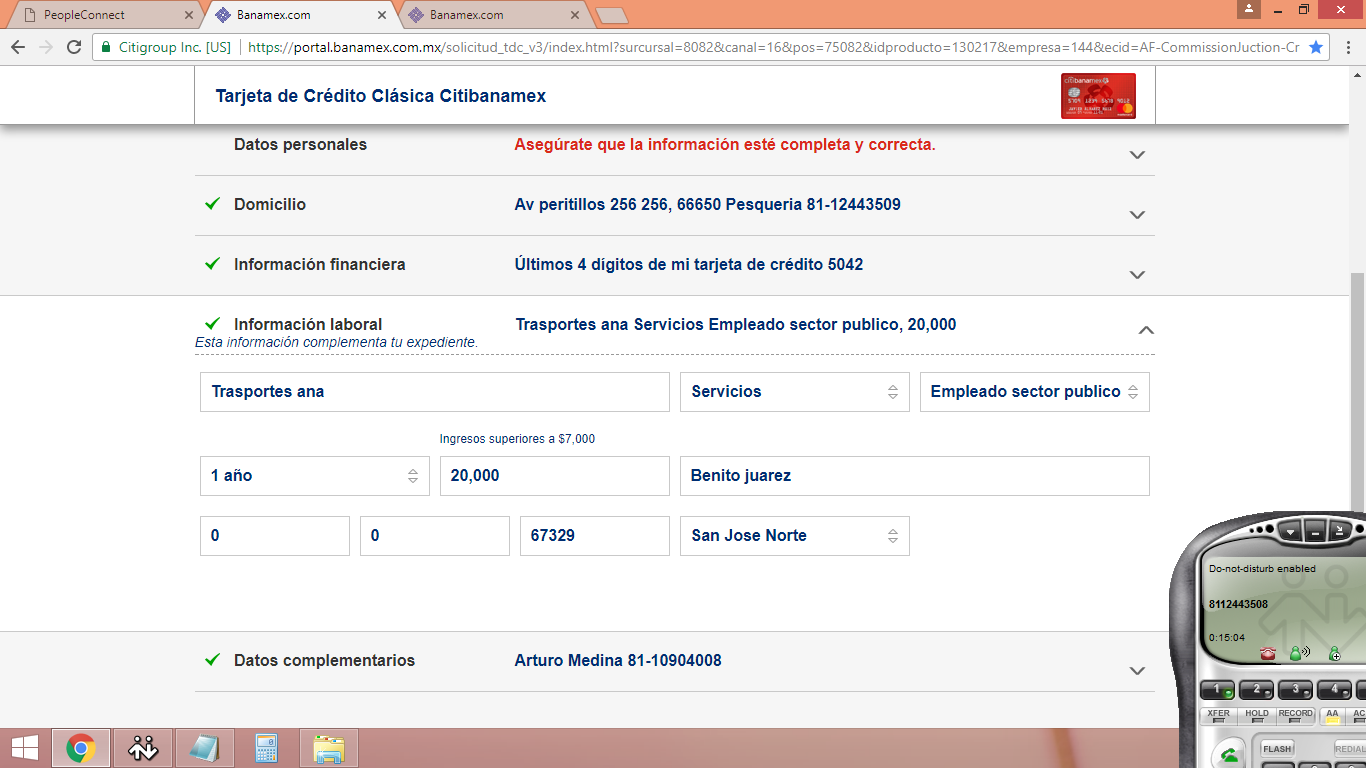 PeopleConnect
Banamex.com
Banamex.com
Citigroup Inc. [US]
https://portal.banamex.com.mx/solicitud_tdc_v3/index.html?sursursal=8082&canal=16&pos=75082&idproducto=130217&empresa=144&ecid=AF-CommissionJuction-Cr
Tarjeta de Crédito Clásica Citibanamex
citibanamex
Datos personales
Asegúrate que la información esté completa y correcta.
Domicilio
Av peritillos 256 256, 66650 Pesqueria 81-12443509
Información financiera
Últimos 4 dígitos de mi tarjeta de crédito 5042
Información laboral
Trasportes ana Servicios Empleado sector publico, 20,000
Esta información complementa tu expediente.
Trasportes ana
Servicios
Empleado sector publico
Ingresos superiores a $7,000
1 año
20,000
Benito juarez
0
0
67329
San Jose Norte
Datos complementarios
Arturo Medina 81-10904008
Do-not-disturb enabled
8112443508
0:15:04
1
2
3
4
XFER
HOLD
RECORD
AA
AC
FLASH
REDIAL